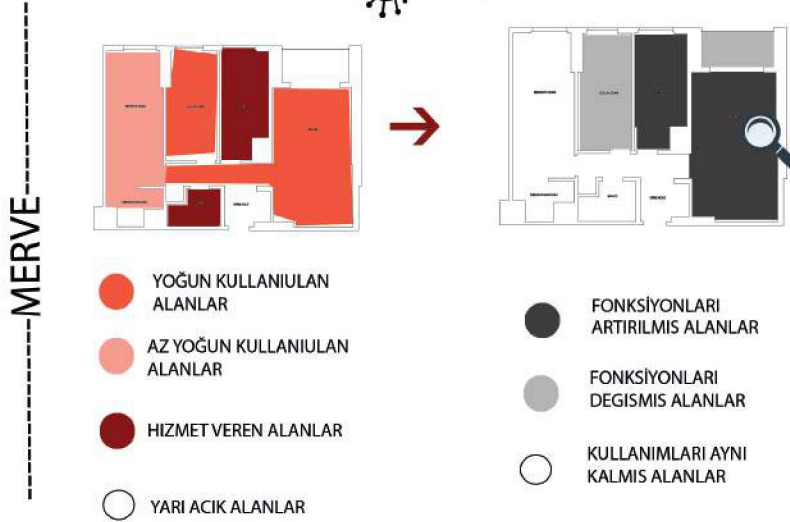 MERVE
YOĞUN KULLANIULAN
ALANLAR
AZ YOĞUN KULLANIULAN
ALANLAR
HIZMET VEREN ALANLAR
YARI ACIK ALANLAR
FONKSİYONLARI
ARTIRILMIS ALANLAR
FONKSİYONLARI
DEGISMIS ALANLAR
KULLANIMLARI AYNI
KALMIS ALANLAR